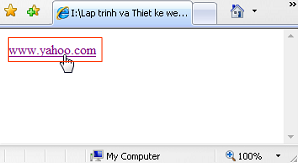 I:\Lap trinh va Thiet ke we...
www.yahoo.com
My Computer
100%